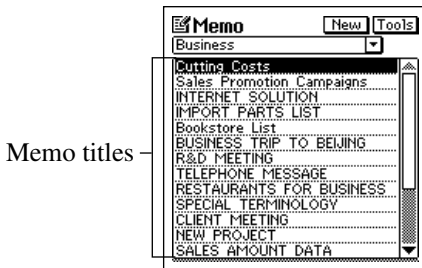 Memo New Tools
Business
Cutting Costs
Sales Promotion Campaigns
INTERNET SOLUTION
IMPORT PARTS LIST
Bookstore List
BUSINESS TRIP TO BEIJING
R&D MEETING
TELEPHONE MESSAGE
RESTAURANTS FOR BUSINESS
SPECIAL TERMINOLOGY
CLIENT MEETING
NEW PROJECT
SALES AMOUNT DATA
Memo titles